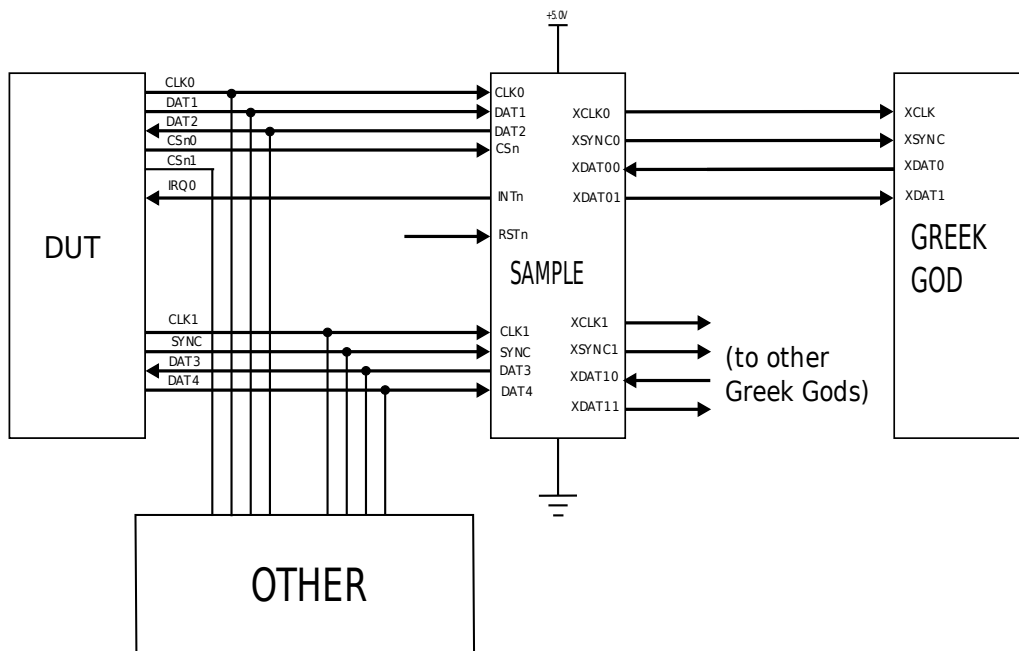 +5.0V
DUT
CLK0
DAT1
DAT2
CSn0
CSn1
IRQ0
CLK1
SYNC
DAT3
DAT4
CLK0
DAT1
DAT2
CSn
INTn
RSTn
SAMPLE
CLK1
SYNC
DAT3
DAT4
XCLK0
XSYNC0
XDAT00
XDAT01
XCLK1
XSYNC1
XDAT10
XDAT11
(to other
Greek Gods)
XCLK
XSYNC
XDAT0
XDAT1
GREEK
GOD
OTHER